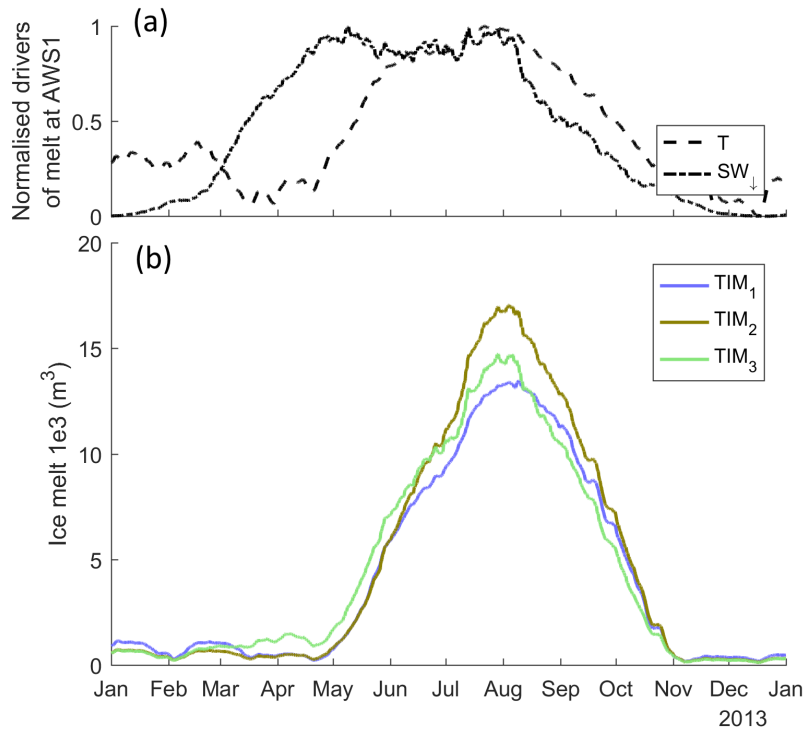 (a)
Normalised drivers
of melt at AWS1
1
0.5
0
T
SW↓
(b)
Ice melt 1e3 (m³)
20
15
10
5
0
TIM₁
TIM₂
TIM₃
Jan Feb Mar Apr May Jun Jul Aug Sep Oct Nov Dec Jan
2013